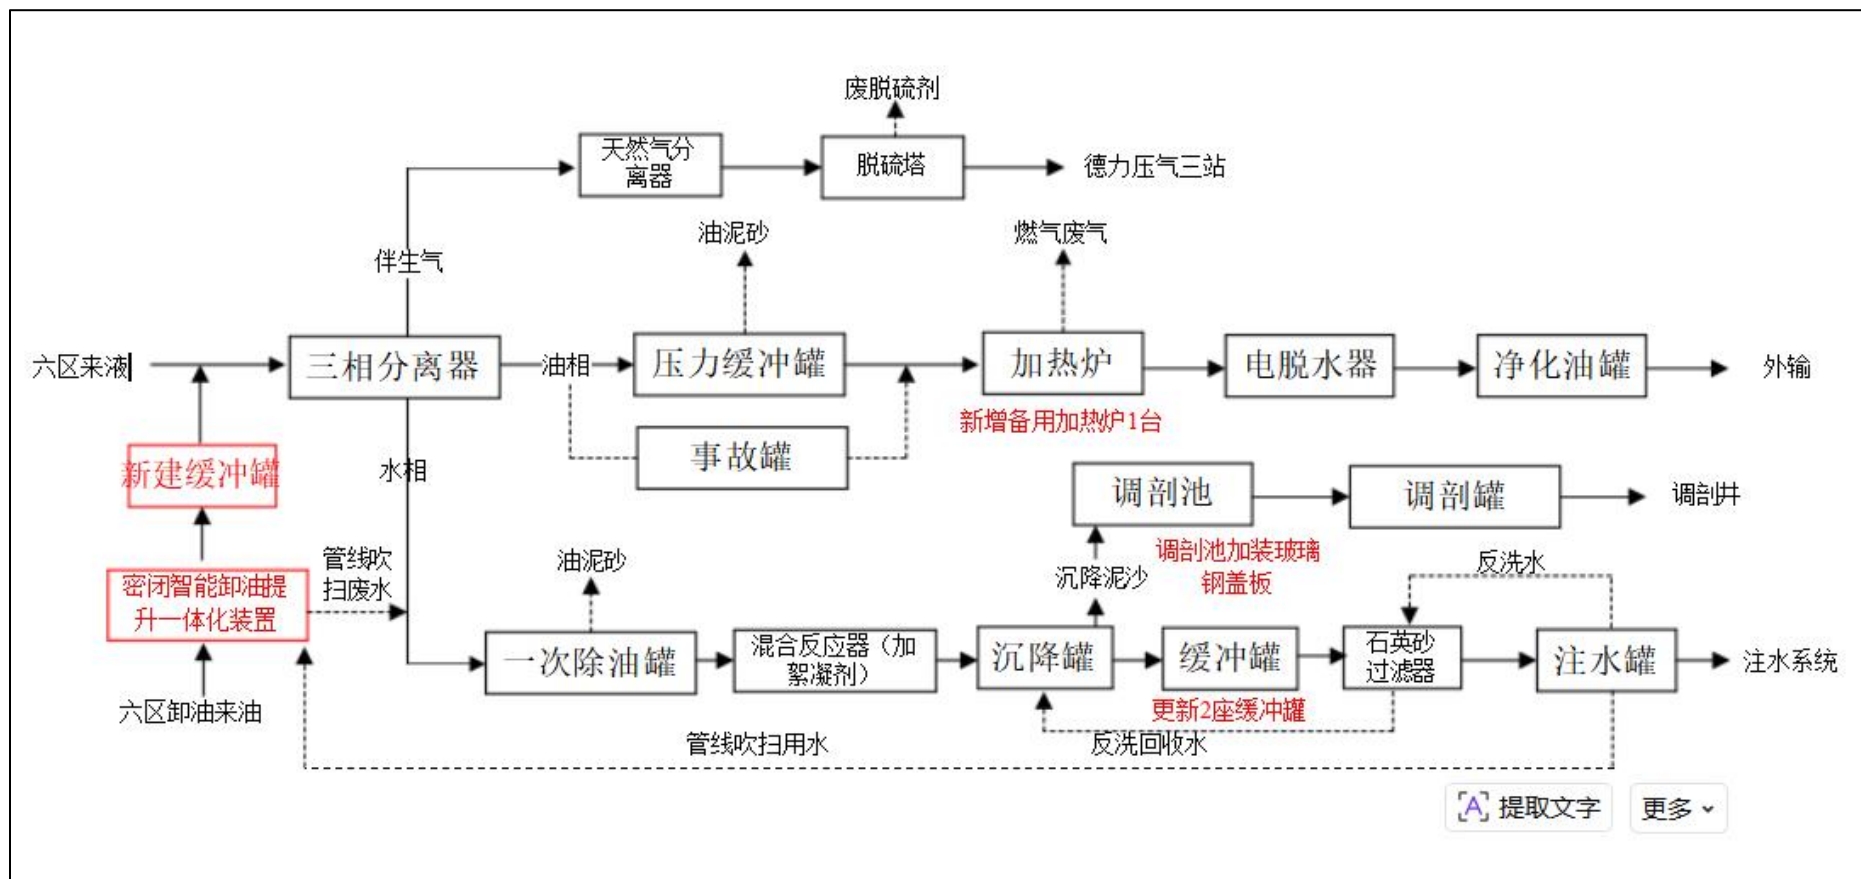 废脱硫剂
天然气分
离器
脱硫塔
德力压气三站
油泥砂
燃气废气
伴生气
六区来液
三相分离器
油相
压力缓冲罐
加热炉
电脱水器
净化油罐
外输
新增备用加热炉1台
事故罐
水相
新建缓冲罐
调剖池
调剖罐
调剖井
调剖池加装玻璃
钢盖板
管线吹
扫废水
油泥砂
沉降泥沙
反洗水
密闭智能卸油提
升一体化装置
一次除油罐
混合反应器（加
絮凝剂）
沉降罐
缓冲罐
石英砂
过滤器
注水罐
注水系统
六区卸油来油
更新2座缓冲罐
管线吹扫用水
反洗回收水
提取文字
更多